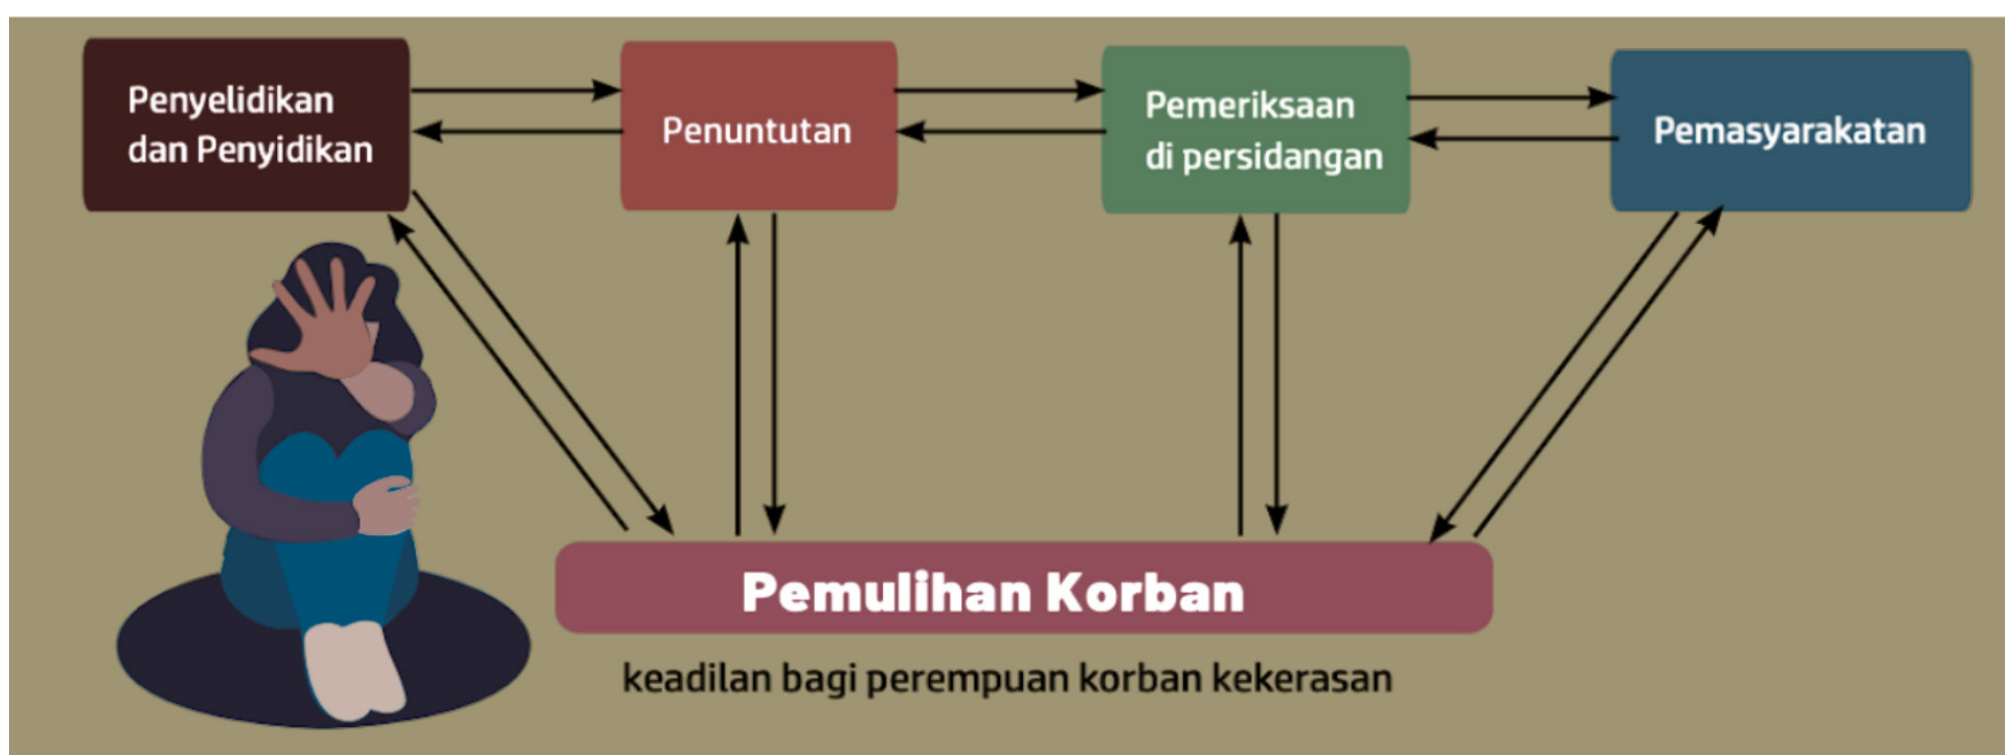 Penyelidikan
dan Penyidikan
Penuntutan
Pemeriksaan
di persidangan
Pemasyarakatan
Pemulihan Korban
keadilan bagi perempuan korban kekerasan